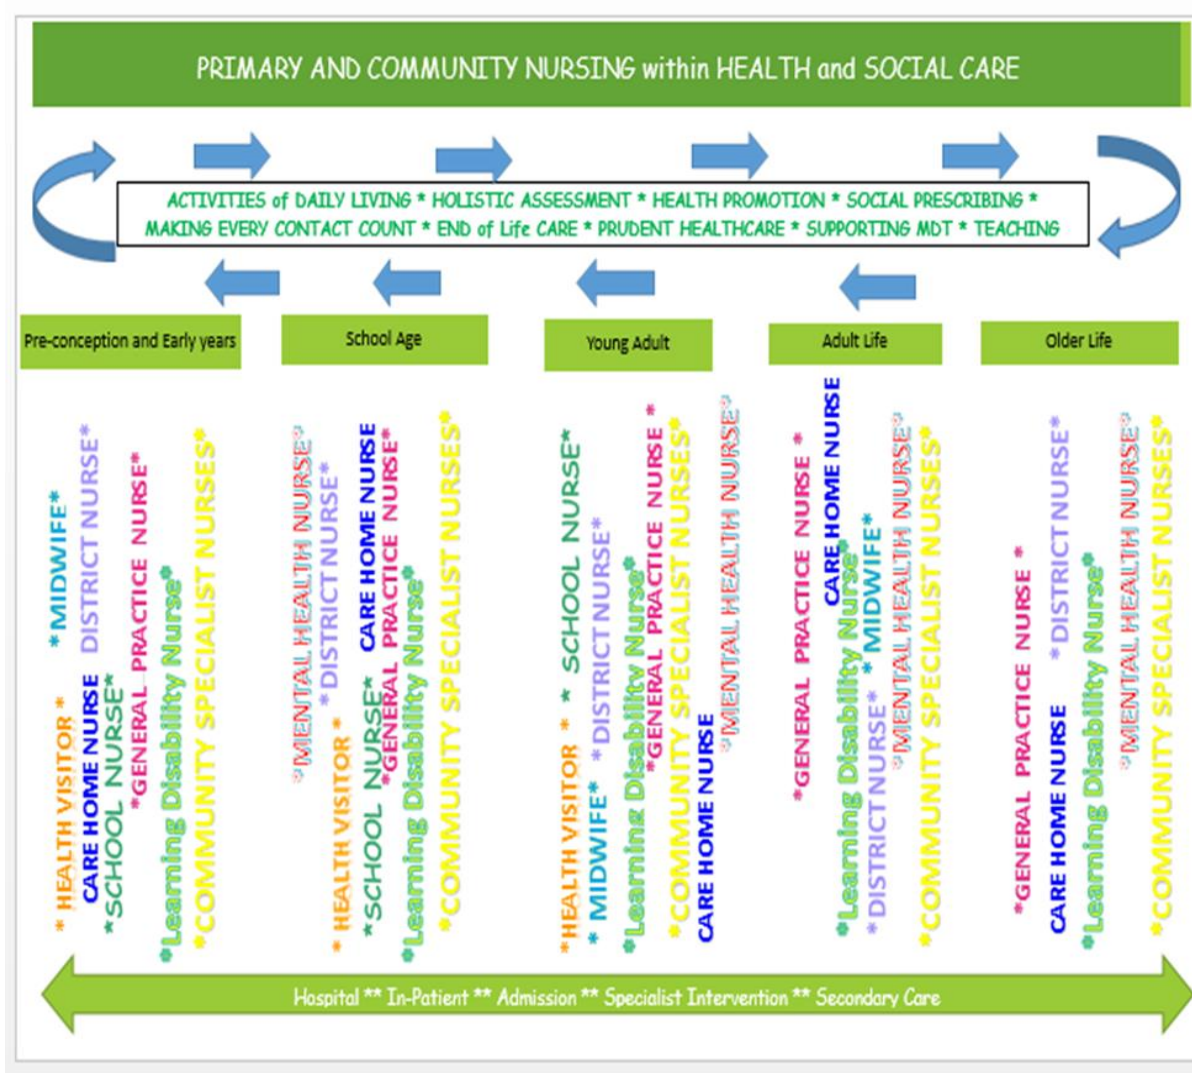 PRIMARY AND COMMUNITY NURSING within HEALTH and SOCIAL CARE
ACTIVITIES of DAILY LIVING * HOLISTIC ASSESSMENT * HEALTH PROMOTION * SOCIAL PRESCRIBING *
MAKING EVERY CONTACT COUNT * END of Life CARE * PRUDENT HEALTHCARE * SUPPORTING MDT * TEACHING
Pre-conception and Early years
School Age
Young Adult
Adult Life
Older Life
* HEALTH VISITOR *
*MIDWIFE*
CARE HOME NURSE
DISTRICT NURSE*
*SCHOOL NURSE*
*GENERAL PRACTICE NURSE*
*Learning Disability Nurse*
*COMMUNITY SPECIALIST NURSES*
*MENTAL HEALTH NURSE*
*DISTRICT NURSE*
* HEALTH VISITOR *
CARE HOME NURSE
*SCHOOL NURSE*
*GENERAL PRACTICE NURSE*
*Learning Disability Nurse*
*COMMUNITY SPECIALIST NURSES*
*HEALTH VISITOR *
* SCHOOL NURSE*
* MIDWIFE*
*DISTRICT NURSE*
*Learning Disability Nurse*
*GENERAL PRACTICE NURSE *
*COMMUNITY SPECIALIST NURSES*
CARE HOME NURSE
*MENTAL HEALTH NURSE*
*GENERAL PRACTICE NURSE *
CARE HOME NURSE
*Learning Disability Nurse*
* MIDWIFE*
*DISTRICT NURSE*
*MENTAL HEALTH NURSE*
*COMMUNITY SPECIALIST NURSES*
*GENERAL PRACTICE NURSE *
*DISTRICT NURSE*
CARE HOME NURSE
*Learning Disability Nurse*
*MENTAL HEALTH NURSE*
*COMMUNITY SPECIALIST NURSES*
Hospital ** In-Patient ** Admission ** Specialist Intervention ** Secondary Care